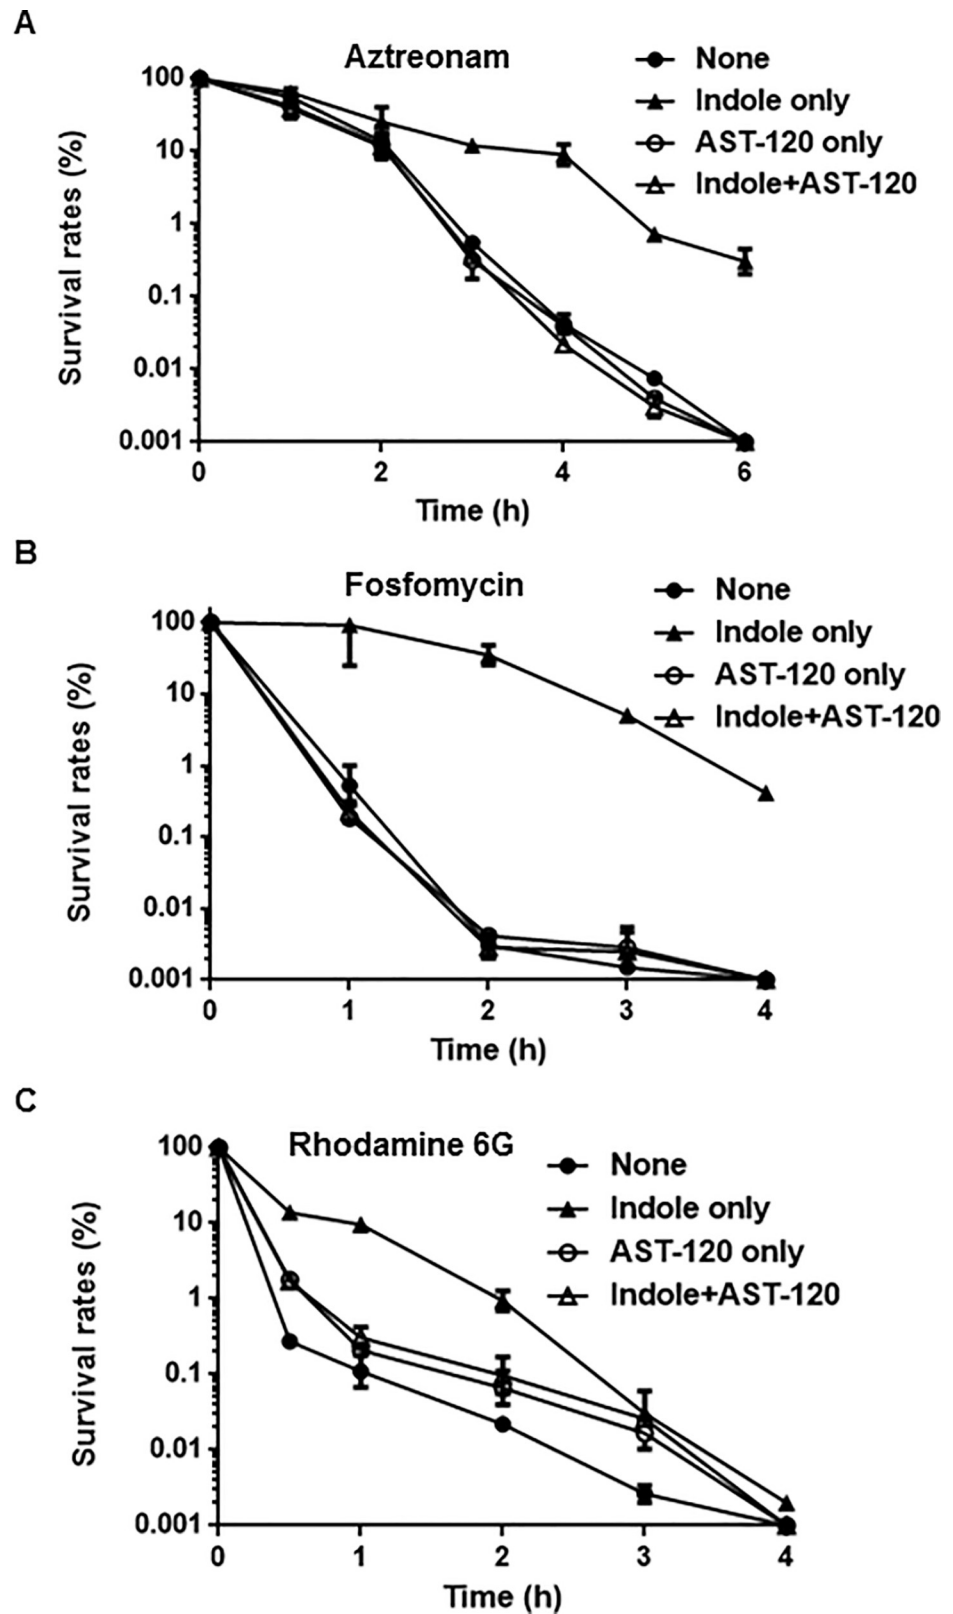 A
Aztreonam
None
Indole only
AST-120 only
Indole+AST-120
Survival rates (%)
100
10
1
0.1
0.01
0.001
0 2 4 6
Time (h)
B
Fosfomycin
None
Indole only
AST-120 only
Indole+AST-120
Survival rates (%)
100
10
1
0.1
0.01
0.001
0 1 2 3 4
Time (h)
C
Rhodamine 6G
None
Indole only
AST-120 only
Indole+AST-120
Survival rates (%)
100
10
1
0.1
0.01
0.001
0 1 2 3 4
Time (h)